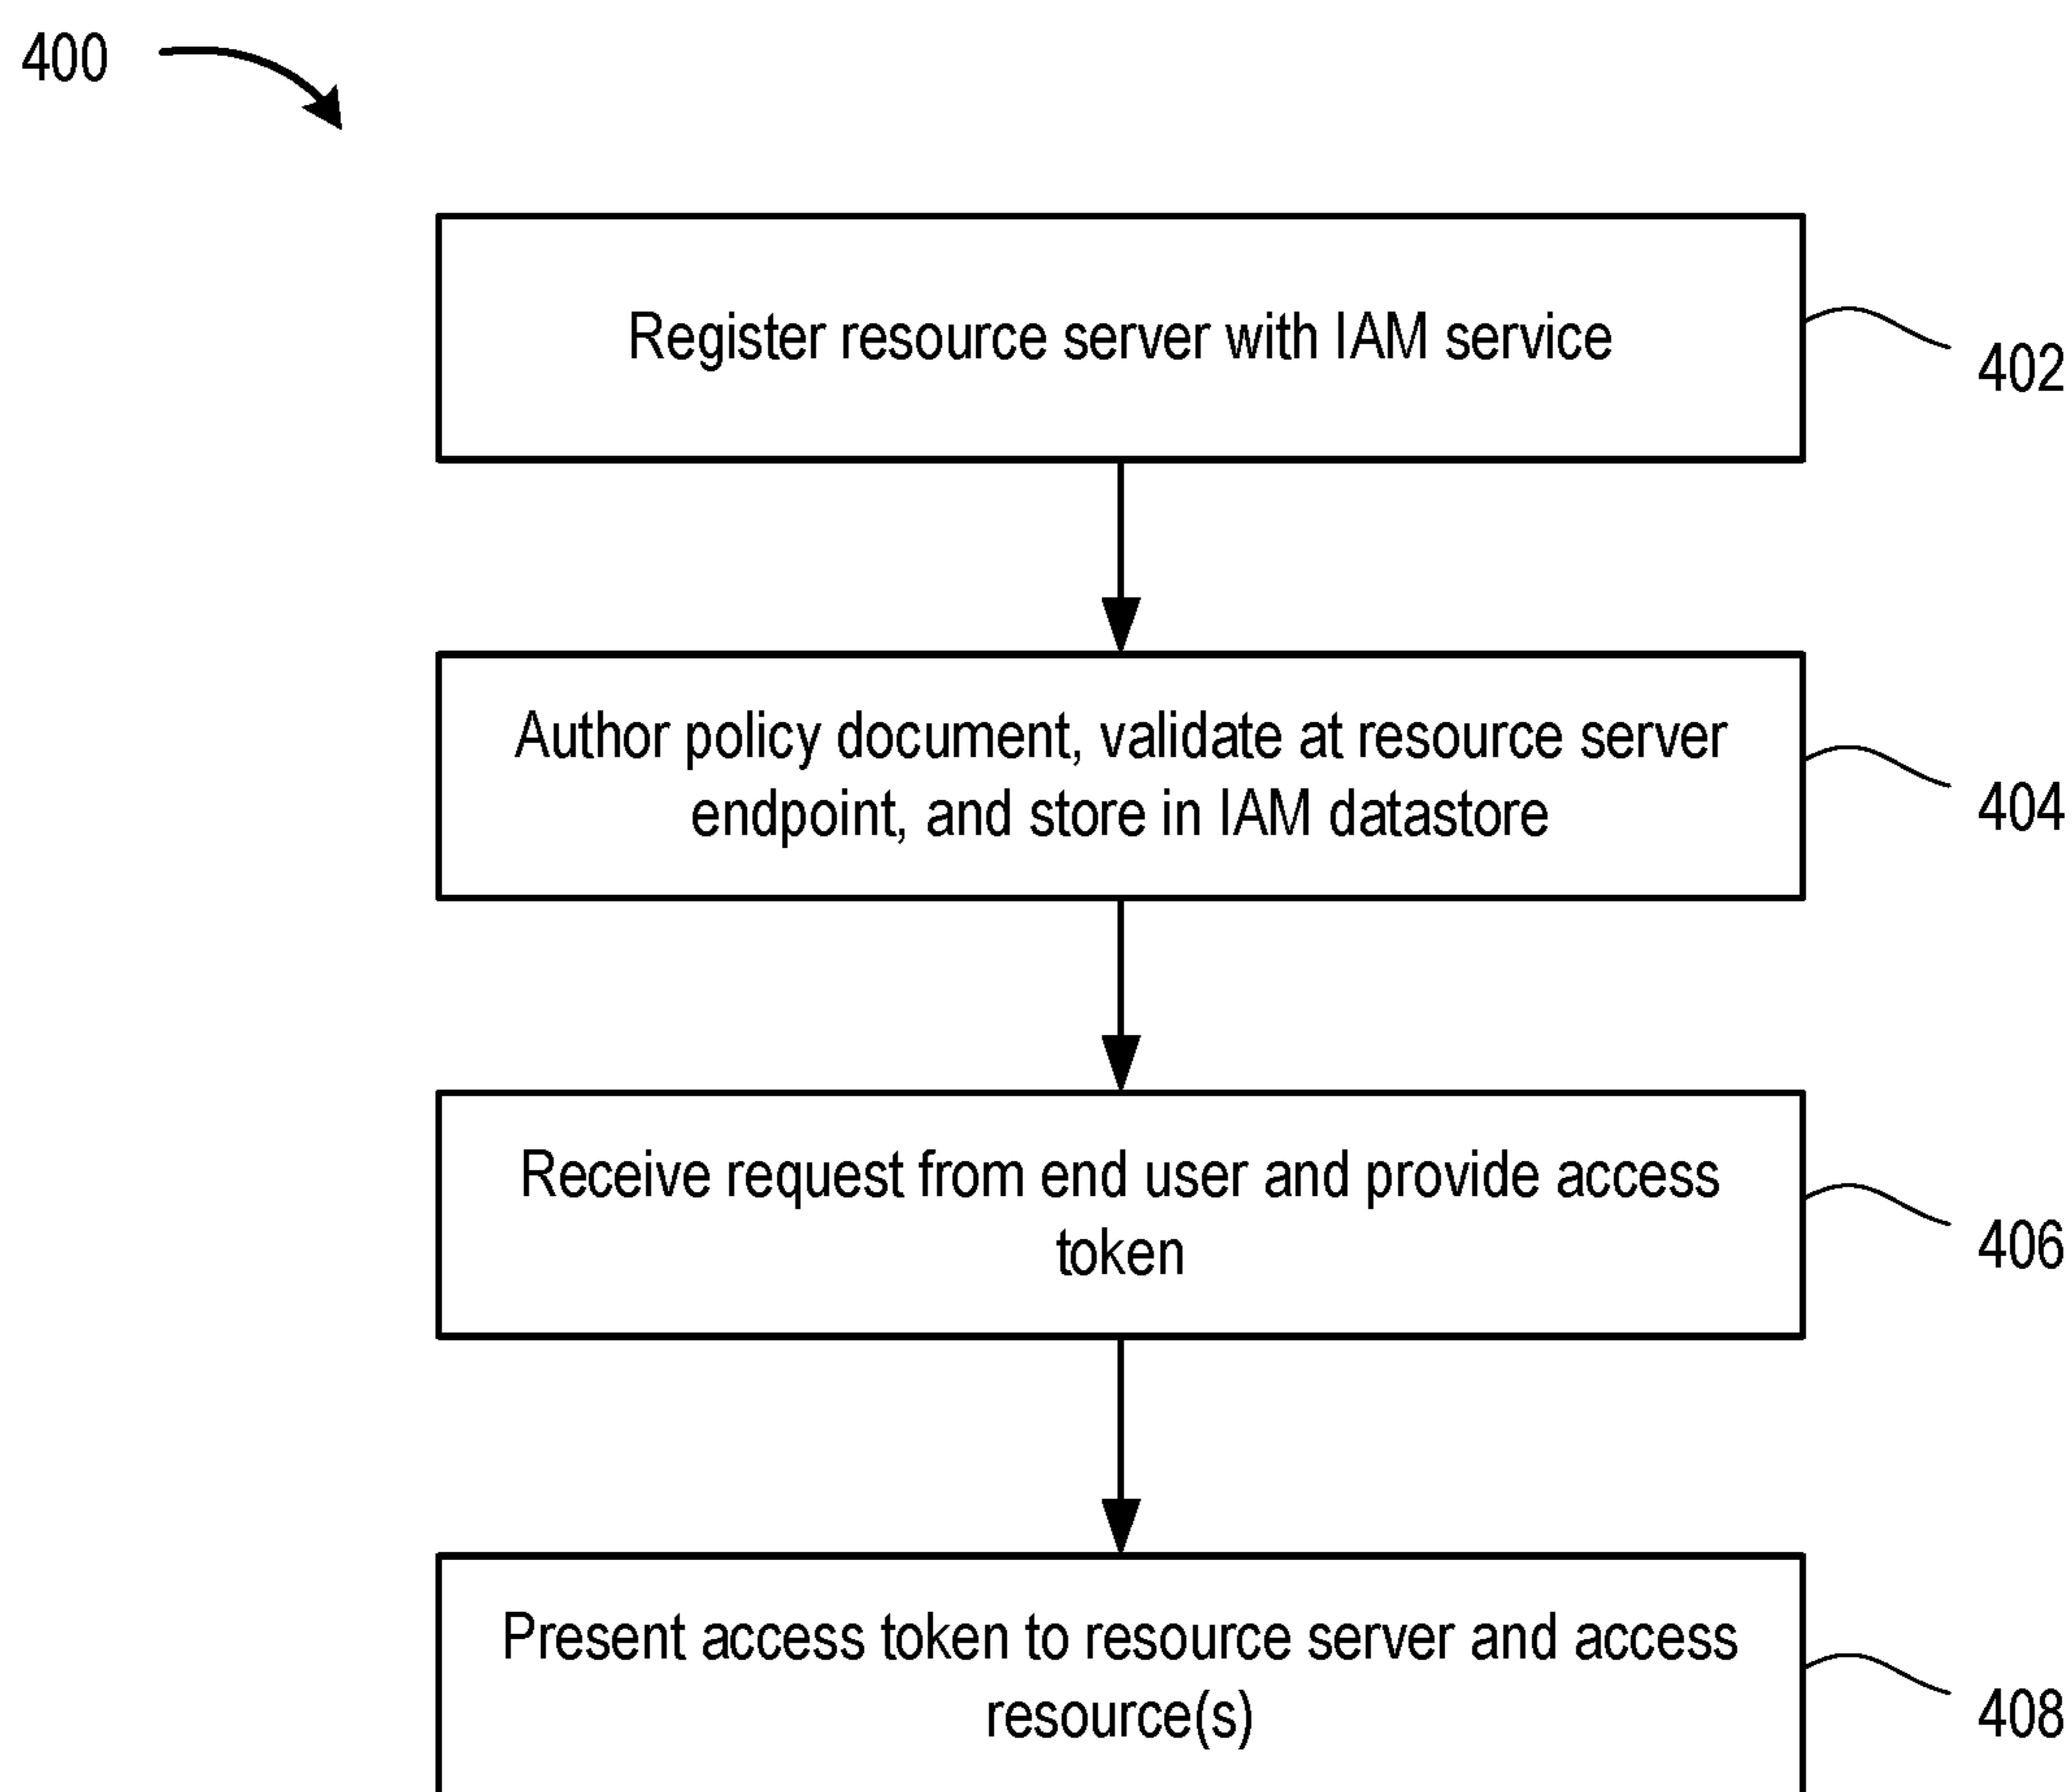 400
Register resource server with IAM service
402
Author policy document, validate at resource server
endpoint, and store in IAM datastore
404
Receive request from end user and provide access
token
406
Present access token to resource server and access
resource(s)
408